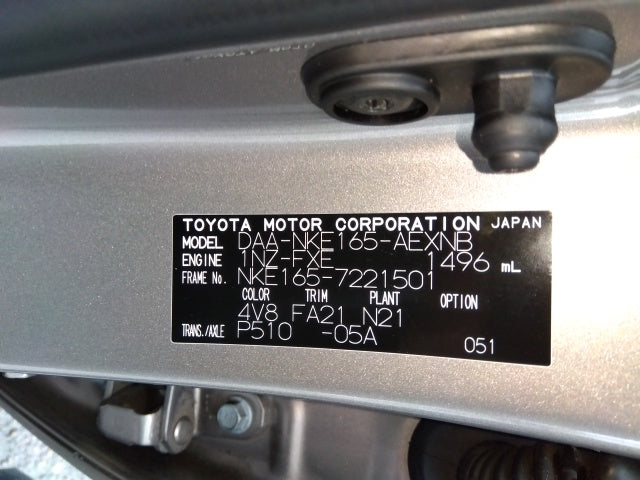 TOYOTA MOTOR CORPORATION JAPAN
MODEL DAA-NKE165-AEXNB
ENGINE 1NZ-FXE 1496 mL
FRAME No. NKE165-7221501
COLOR TRIM PLANT OPTION
4V8 FA21 N21
TRANS./AXLE P510 -05A
051